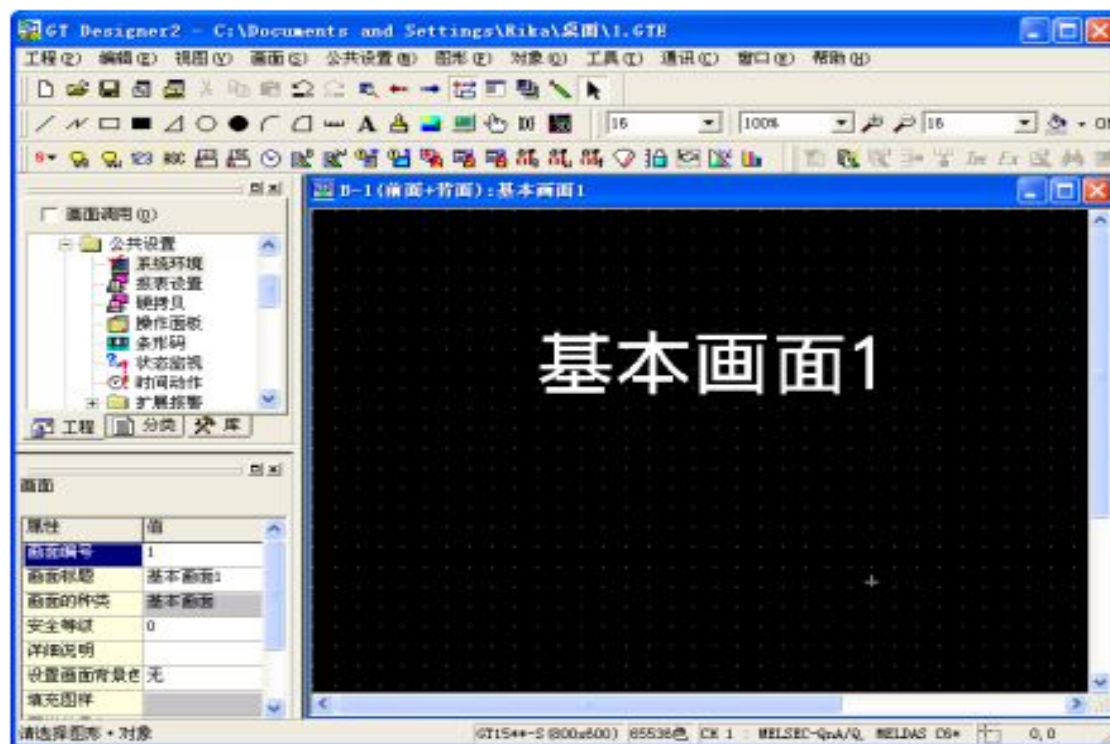 GT Designer2 - C:\Documents and Settings\Rika\桌面\1.GTE
工程(P) 编辑(E) 视图(V) 画面(S) 公共设置(M) 图形(F) 对象(O) 工具(T) 通讯(C) 窗口(W) 帮助(H)
16 100% 16
B-1(前面+背面):基本画面1
画面调用(Q)
公共设置
系统环境
报表设置
硬拷贝
操作面板
条形码
状态监视
时间动作
扩展报警
工程 分类 库
基本画面1
画面
属性 值
画面编号 1
画面标题 基本画面1
画面的种类 基本画面
安全等级 0
详细说明
设置画面背景色 无
填充图样
请选择图形·对象
GT15**-S(800x600) 65536色 CH 1 : MELSEC-QnA/Q, MELDAS C6* 0,0